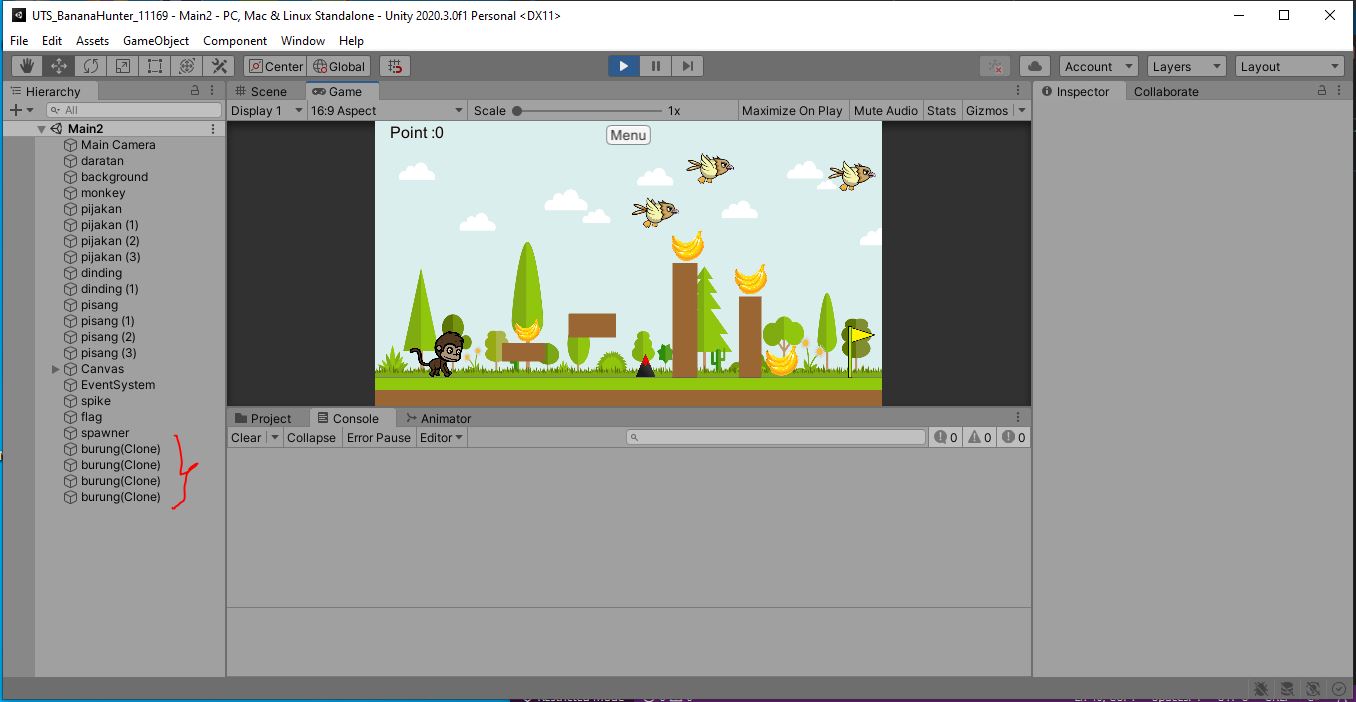 UTS_BananaHunter_11169 - Main2 - PC, Mac & Linux Standalone - Unity 2020.3.0f1 Personal <DX11>
File Edit Assets GameObject Component Window Help
Center Global Account Layers Layout
Hierarchy
All
Main2
Main Camera
daratan
background
monkey
pijakan
pijakan (1)
pijakan (2)
pijakan (3)
dinding
dinding (1)
pisang
pisang (1)
pisang (2)
pisang (3)
Canvas
EventSystem
spike
flag
spawner
burung(Clone)
burung(Clone)
burung(Clone)
burung(Clone)
Scene Game
Display 1 16:9 Aspect Scale 1x Maximize On Play Mute Audio Stats Gizmos
Point :0 Menu
Project Console Animator
Clear Collapse Error Pause Editor 0 0 0
Inspector Collaborate